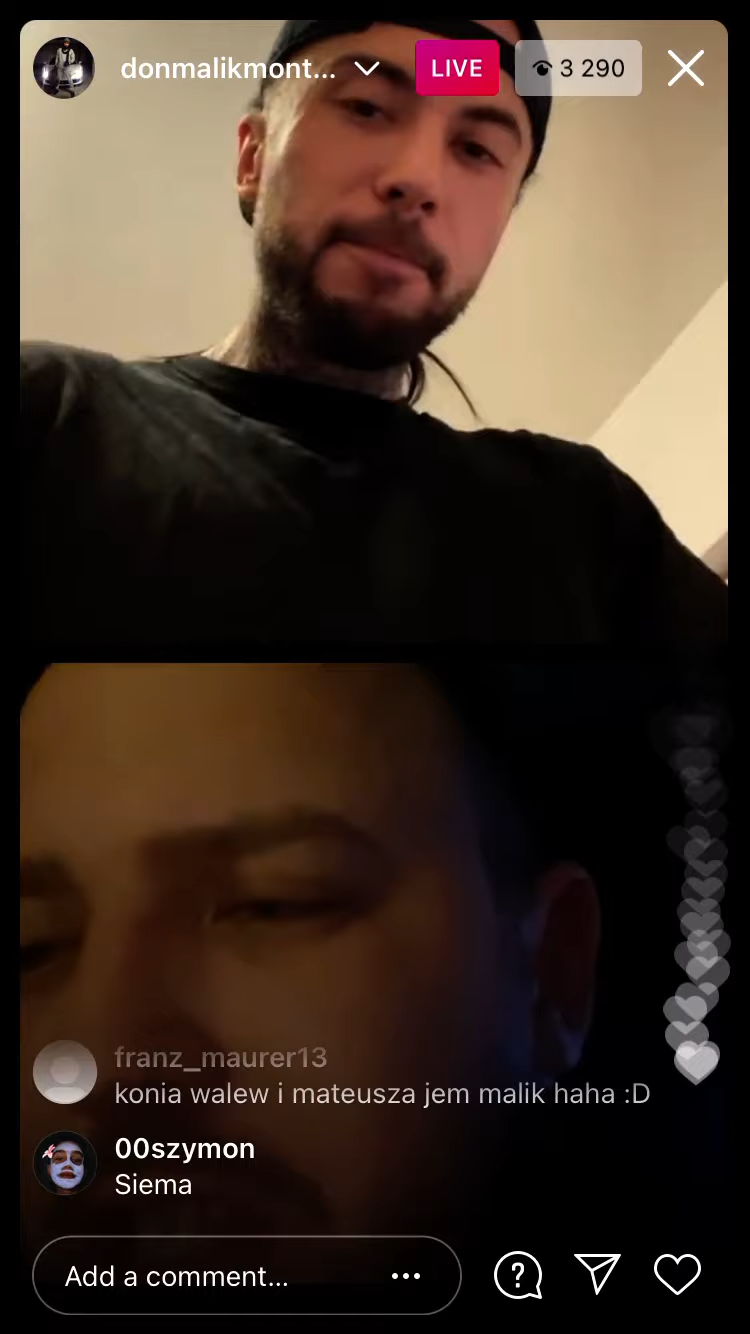 donmalikmont...
LIVE
3 290
franz_maurer13
konia walew i mateusza jem malik haha :D
00szymon
Siema
Add a comment...